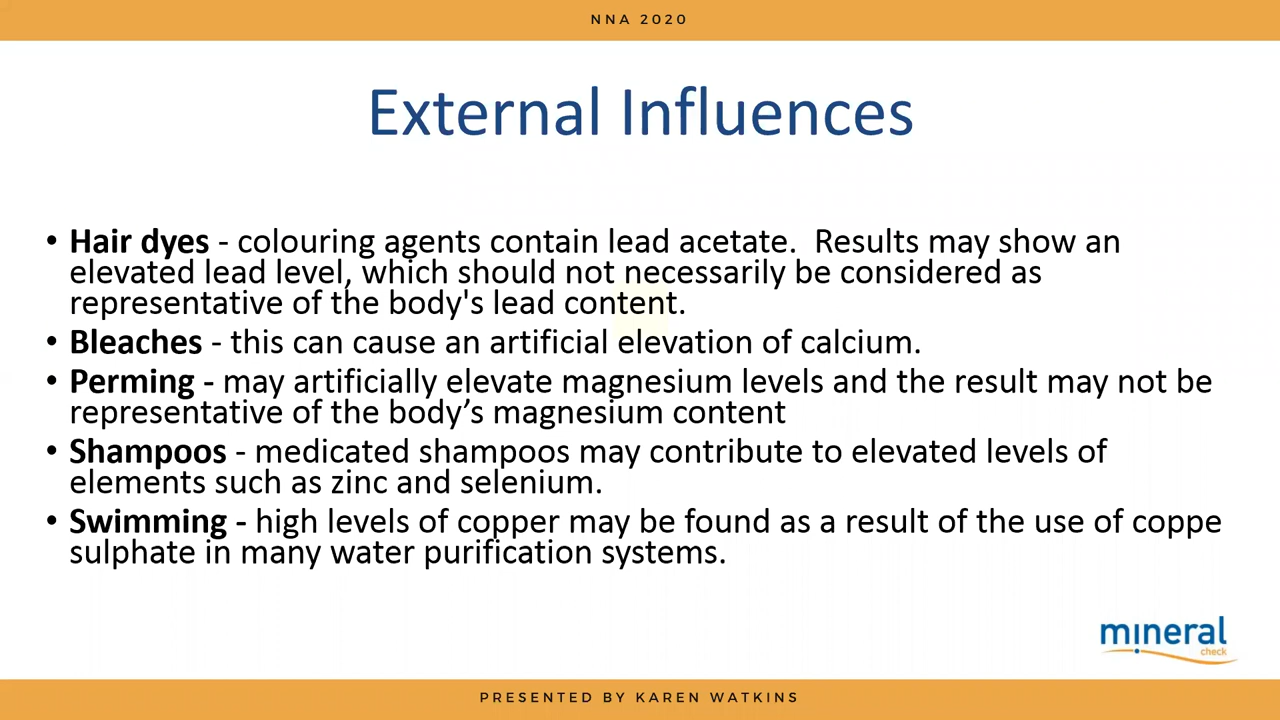 NNA 2020
External Influences
• Hair dyes - colouring agents contain lead acetate.  Results may show an
elevated lead level, which should not necessarily be considered as
representative of the body's lead content.
• Bleaches - this can cause an artificial elevation of calcium.
• Perming - may artificially elevate magnesium levels and the result may not be
representative of the body’s magnesium content
• Shampoos - medicated shampoos may contribute to elevated levels of
elements such as zinc and selenium.
• Swimming - high levels of copper may be found as a result of the use of coppe
sulphate in many water purification systems.
mineral
check
PRESENTED BY KAREN WATKINS